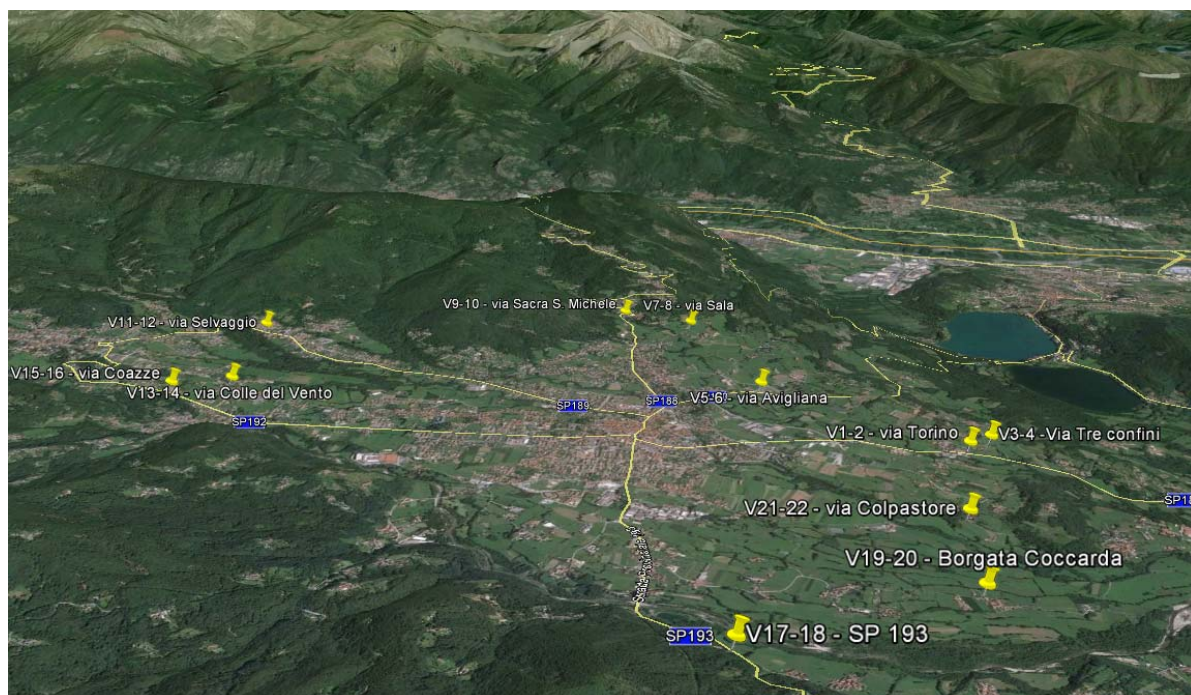 V9-10 - via Sacra S. Michele
V7-8 - via Sala
V11-12 - via Selvaggio
V15-16 - via Coazze
V13-14 - via Colle del Vento
SP189
SP188
V5-6 - via Avigliana
SP192
V1-2 - via Torino
V3-4 -Via Tre confini
V21-22 - via Colpastore
V19-20 - Borgata Coccarda
SP193
V17-18 - SP 193